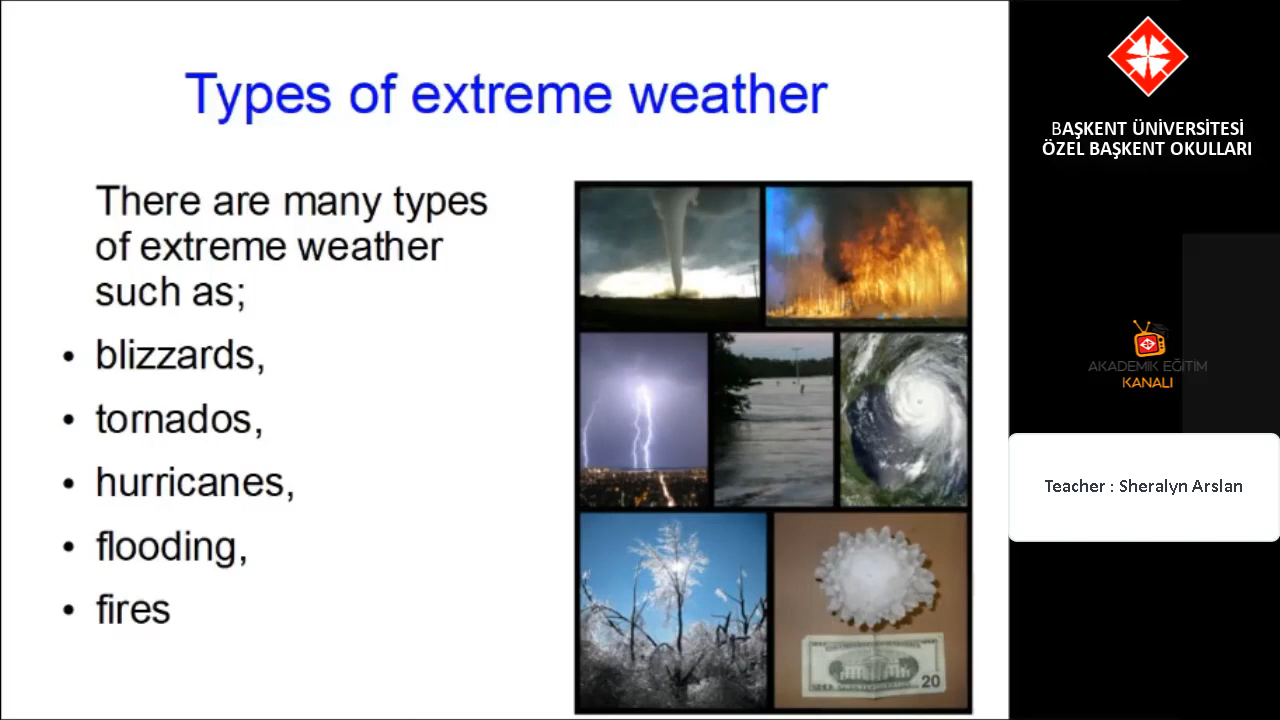 Types of extreme weather
There are many types
of extreme weather
such as;
• blizzards,
• tornados,
• hurricanes,
• flooding,
• fires
20
BAŞKENT ÜNİVERSİTESİ
ÖZEL BAŞKENT OKULLARI
AKADEMİK EĞİTİM
KANALI
Teacher : Sheralyn Arslan